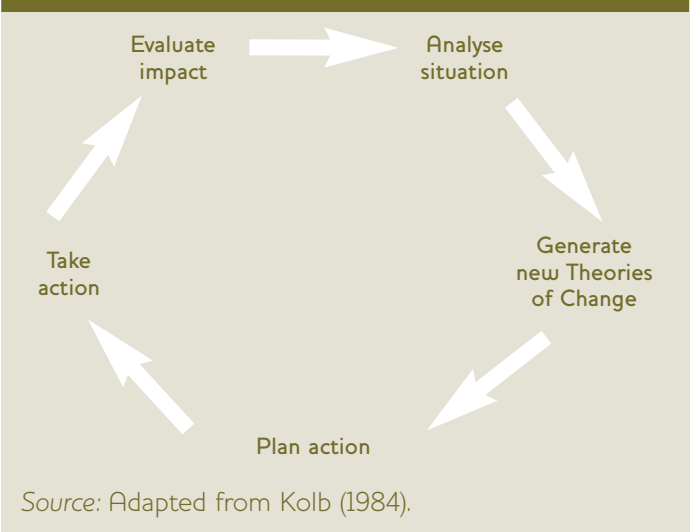 Evaluate
impact
Analyse
situation
Generate
new Theories
of Change
Plan action
Take
action
Source: Adapted from Kolb (1984).